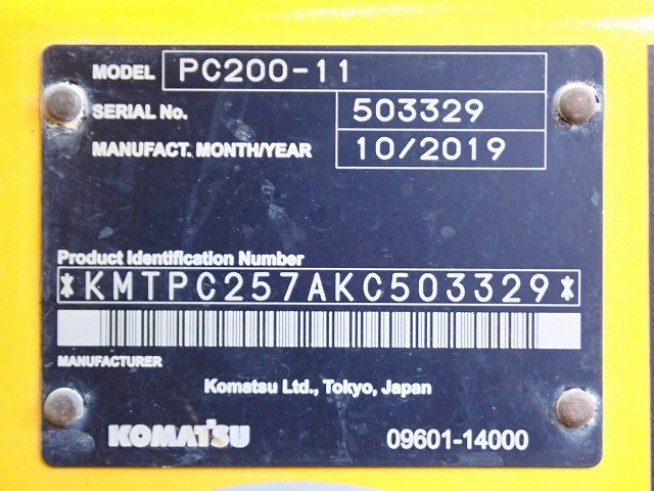 MODEL PC200-11
SERIAL No. 503329
MANUFACT. MONTH/YEAR 10/2019
Product Identification Number
*KMTPC257AKC503329*
MANUFACTURER
Komatsu Ltd., Tokyo, Japan
KOMATSU 09601-14000